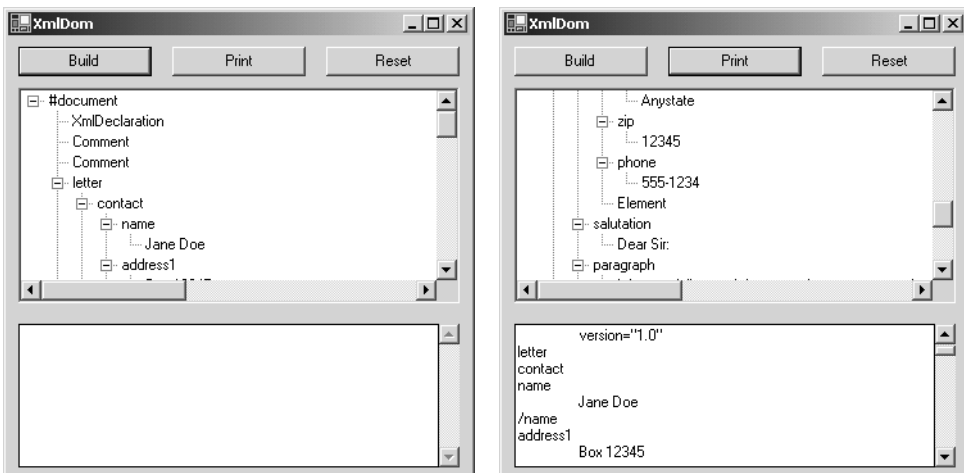 XmlDom
Build Print Reset
#document
XmlDeclaration
Comment
Comment
letter
contact
name
Jane Doe
address1
XmlDom
Build Print Reset
Anystate
zip
12345
phone
555-1234
Element
salutation
Dear Sir:
paragraph
version="1.0"
letter
contact
name
Jane Doe
/name
address1
Box 12345